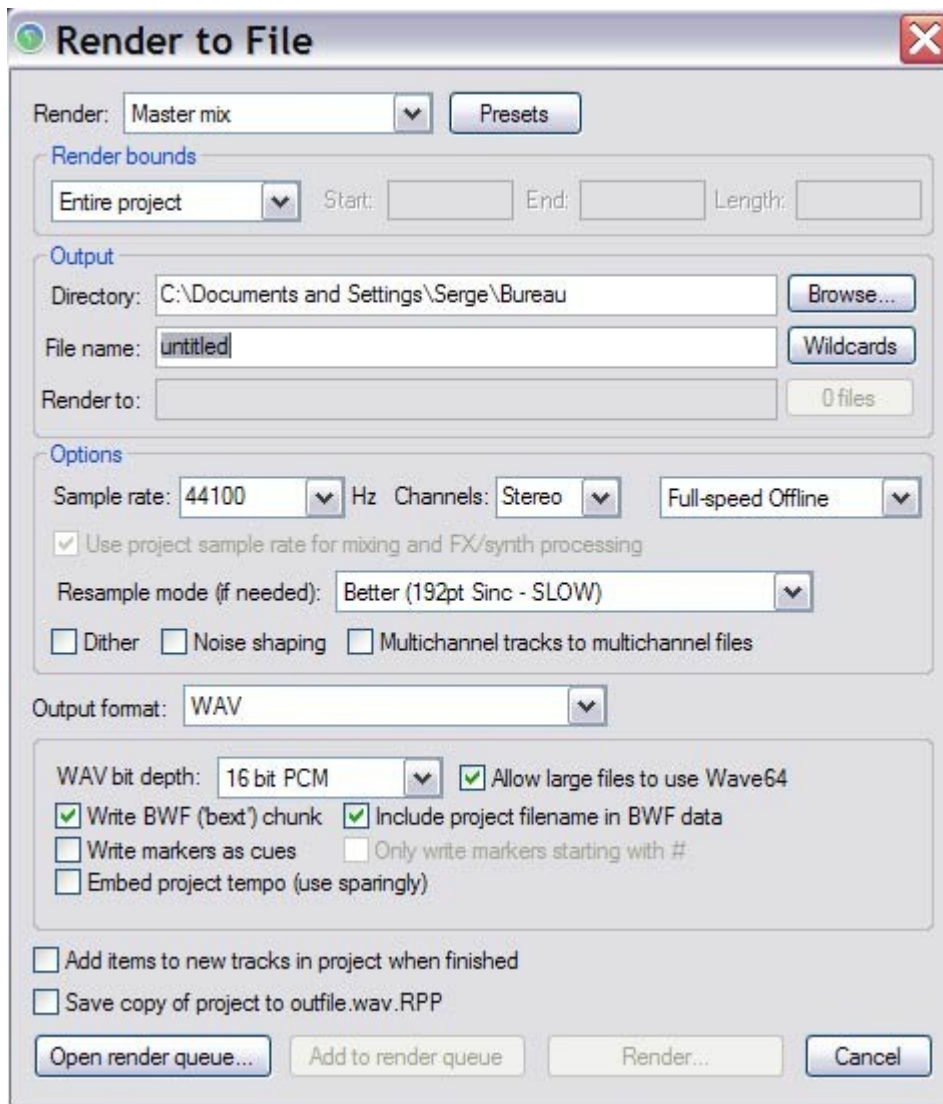 Render to File
Render: Master mix Presets
Render bounds
Entire project Start: End: Length:
Output
Directory: C:\Documents and Settings\Serge\Bureau Browse...
File name: untitled Wildcards
Render to: 0 files
Options
Sample rate: 44100 Hz Channels: Stereo Full-speed Offline
Use project sample rate for mixing and FX/synth processing
Resample mode (if needed): Better (192pt Sinc - SLOW)
Dither Noise shaping Multichannel tracks to multichannel files
Output format: WAV
WAV bit depth: 16 bit PCM Allow large files to use Wave64
Write BWF ('bext') chunk Include project filename in BWF data
Write markers as cues Only write markers starting with #
Embed project tempo (use sparingly)
Add items to new tracks in project when finished
Save copy of project to outfile.wav.RPP
Open render queue... Add to render queue Render... Cancel